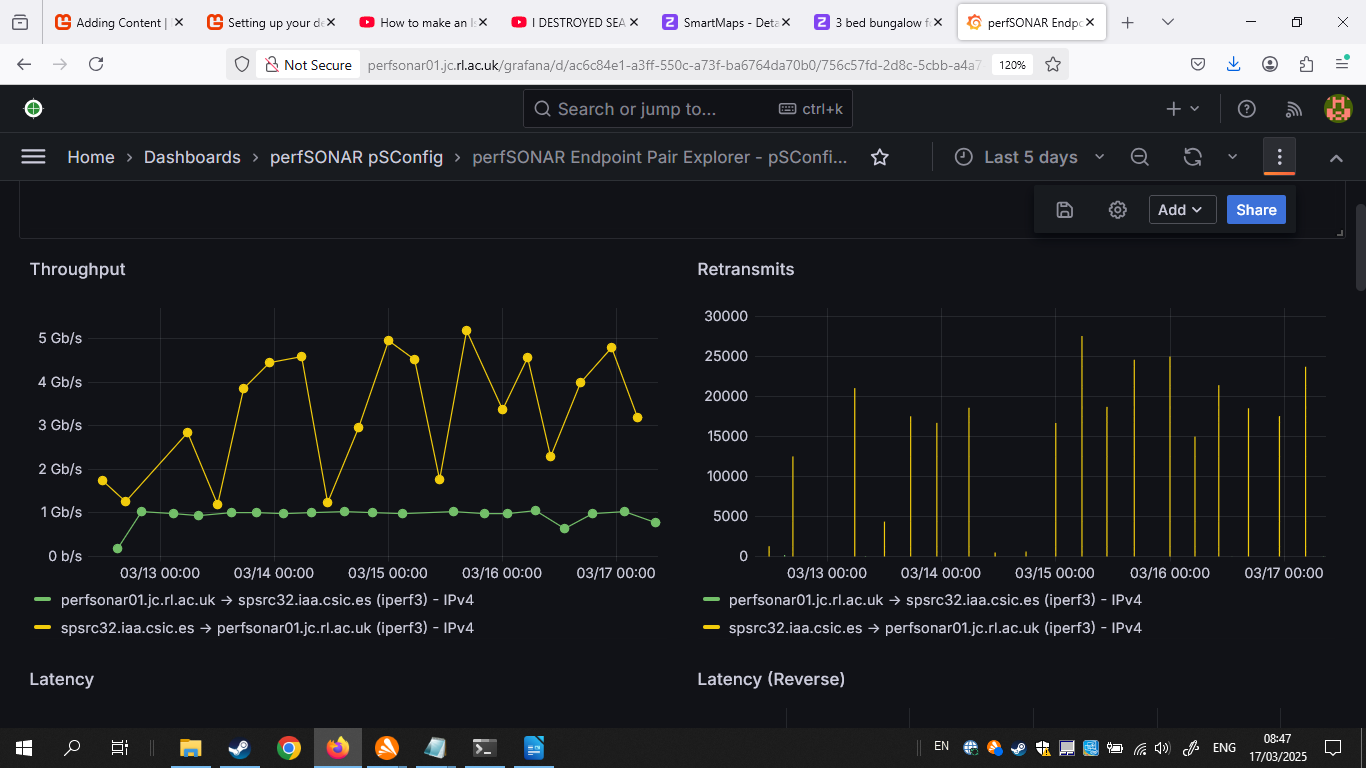 Adding Content |
Setting up your de
How to make an Is
I DESTROYED SEA
SmartMaps - Deta
3 bed bungalow fo
perfSONAR Endpo
Not Secure
perfsonar01.jc.rl.ac.uk/grafana/d/ac6c84e1-a3ff-550c-a73f-ba6764da70b0/756c57fd-2d8c-5cbb-a4a7
120%
Search or jump to...
ctrl+k
Home › Dashboards › perfSONAR pSConfig › perfSONAR Endpoint Pair Explorer - pSConfi...
Last 5 days
Add
Share
Throughput
5 Gb/s
4 Gb/s
3 Gb/s
2 Gb/s
1 Gb/s
0 b/s
03/13 00:00 03/14 00:00 03/15 00:00 03/16 00:00 03/17 00:00
perfsonar01.jc.rl.ac.uk → spsrc32.iaa.csic.es (iperf3) - IPv4
spsrc32.iaa.csic.es → perfsonar01.jc.rl.ac.uk (iperf3) - IPv4
Retransmits
30000
25000
20000
15000
10000
5000
0
03/13 00:00 03/14 00:00 03/15 00:00 03/16 00:00 03/17 00:00
perfsonar01.jc.rl.ac.uk → spsrc32.iaa.csic.es (iperf3) - IPv4
spsrc32.iaa.csic.es → perfsonar01.jc.rl.ac.uk (iperf3) - IPv4
Latency
Latency (Reverse)
EN
ENG
08:47
17/03/2025